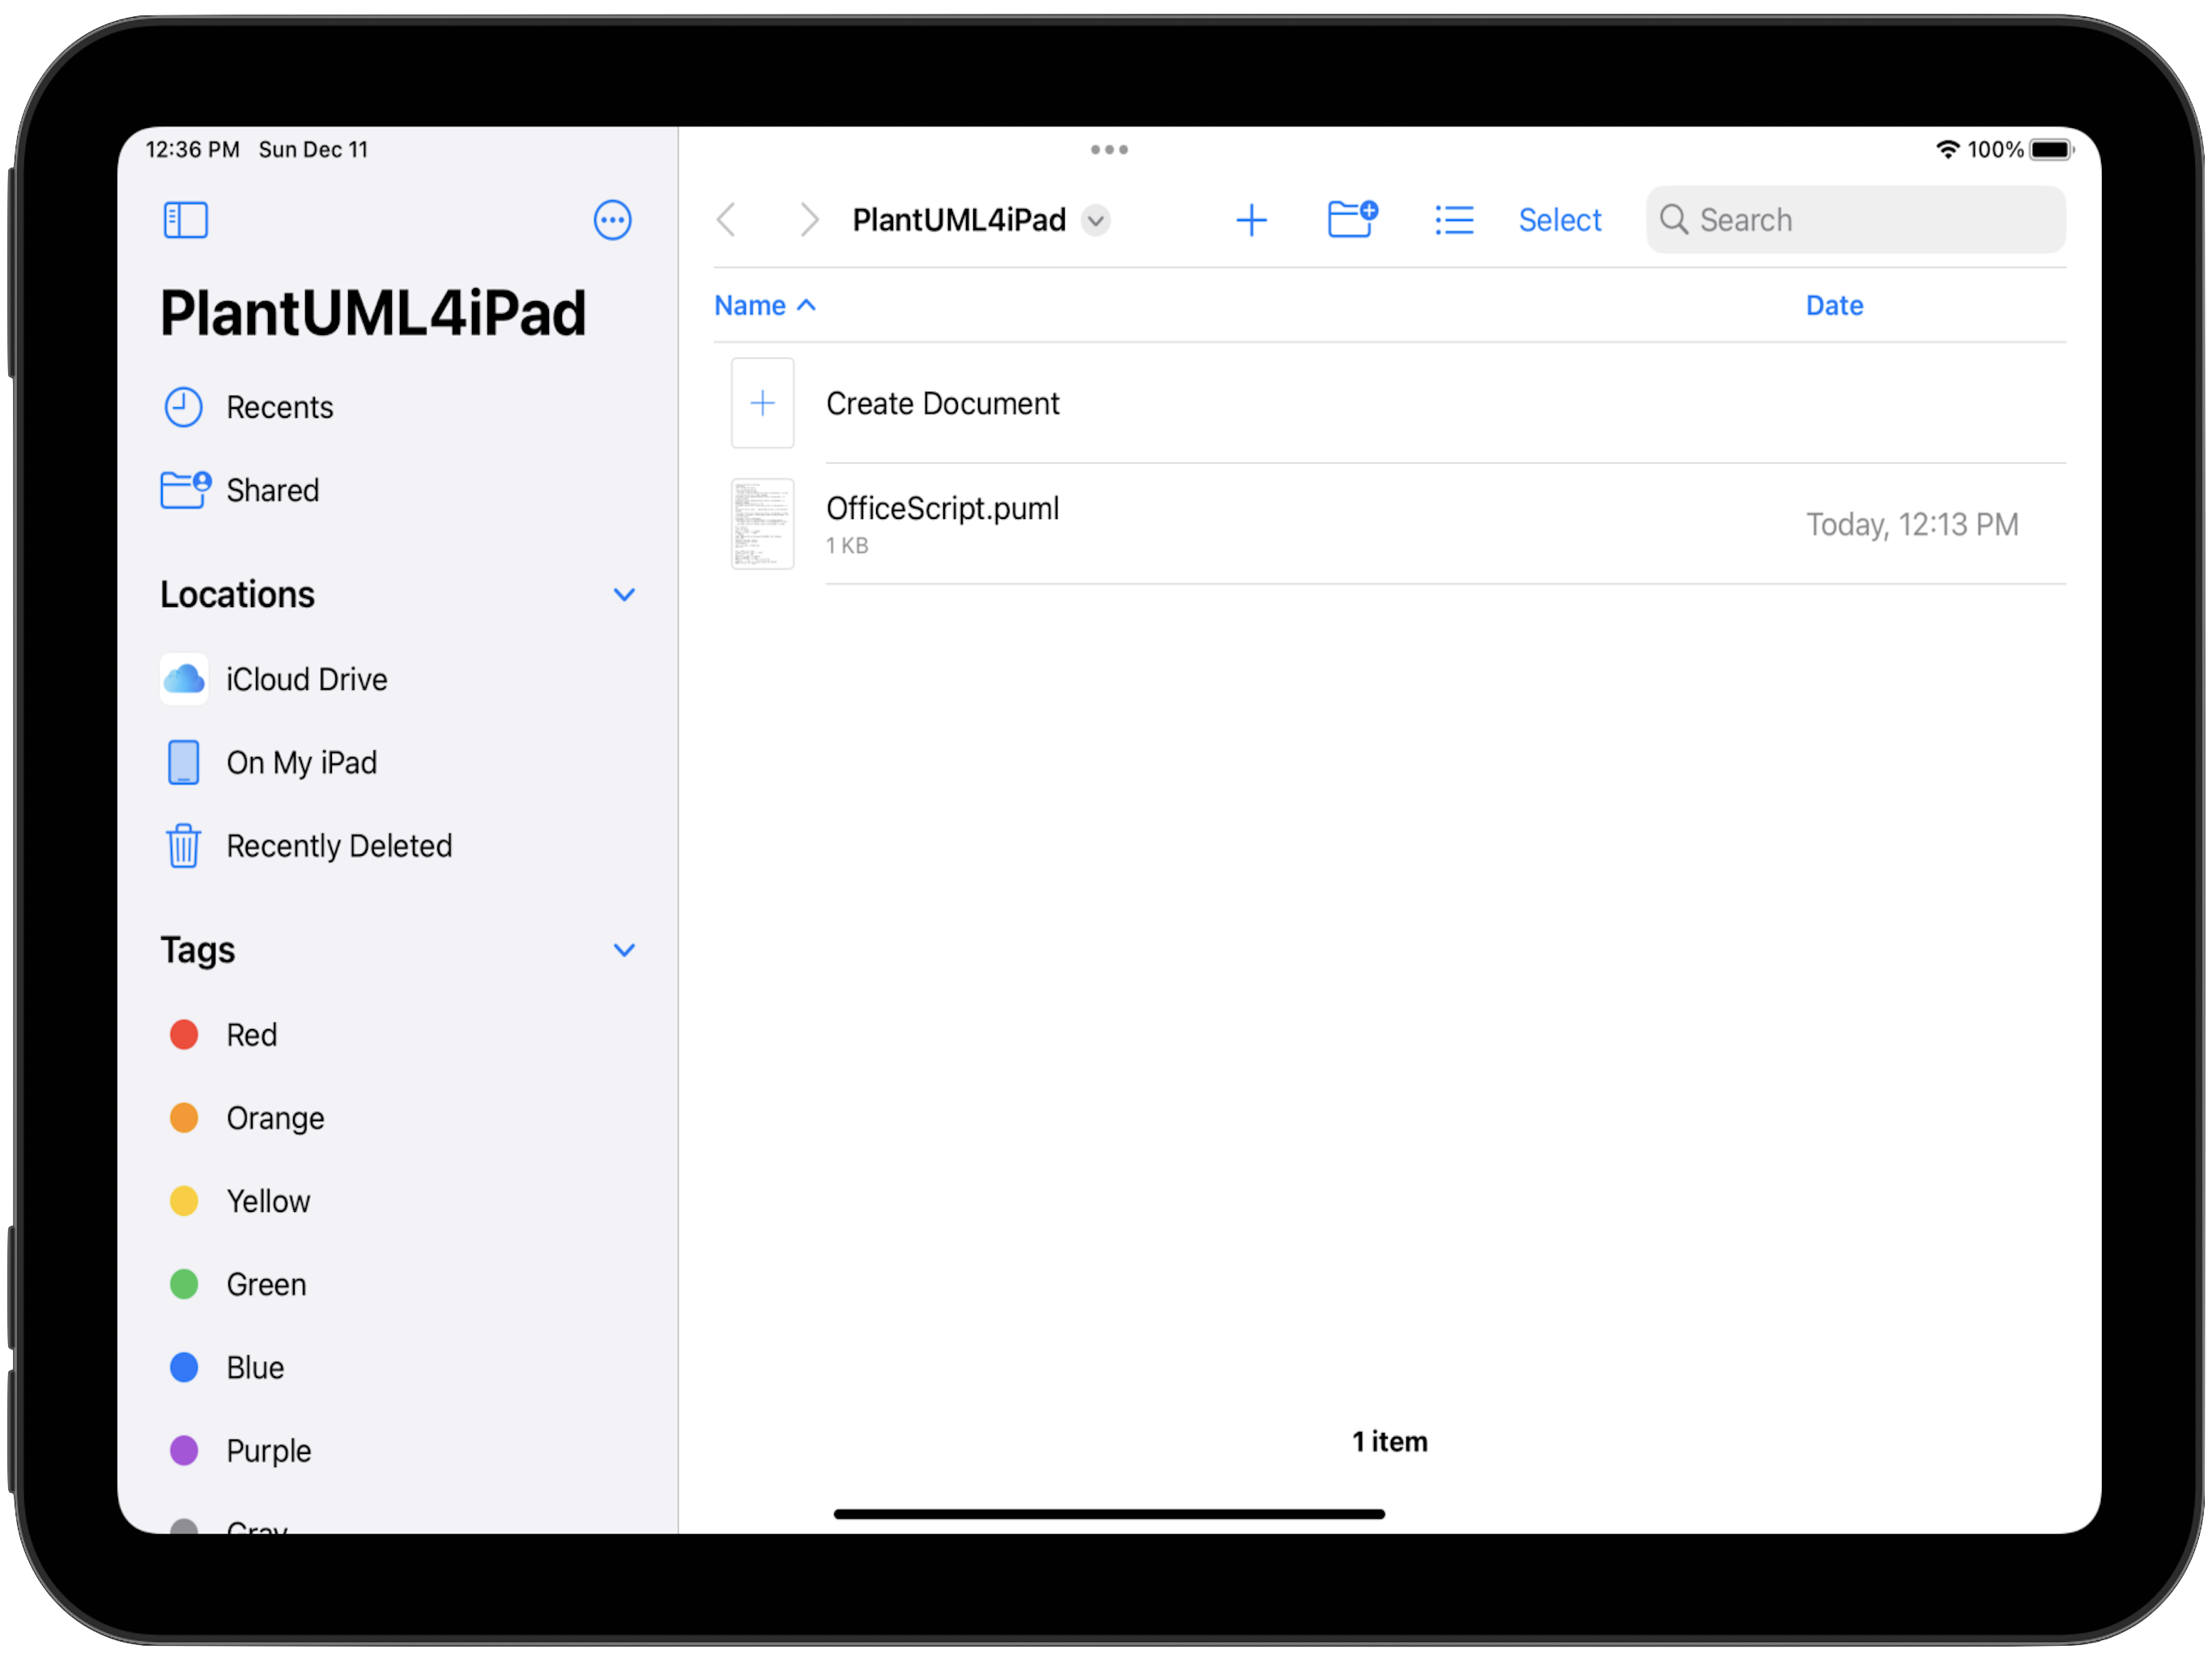 12:36 PM Sun Dec 11
100%
PlantUML4iPad
Recents
Shared
Locations
iCloud Drive
On My iPad
Recently Deleted
Tags
Red
Orange
Yellow
Green
Blue
Purple
Gray
PlantUML4iPad
Select
Search
Name
Date
Create Document
OfficeScript.puml
1 KB
Today, 12:13 PM
1 item